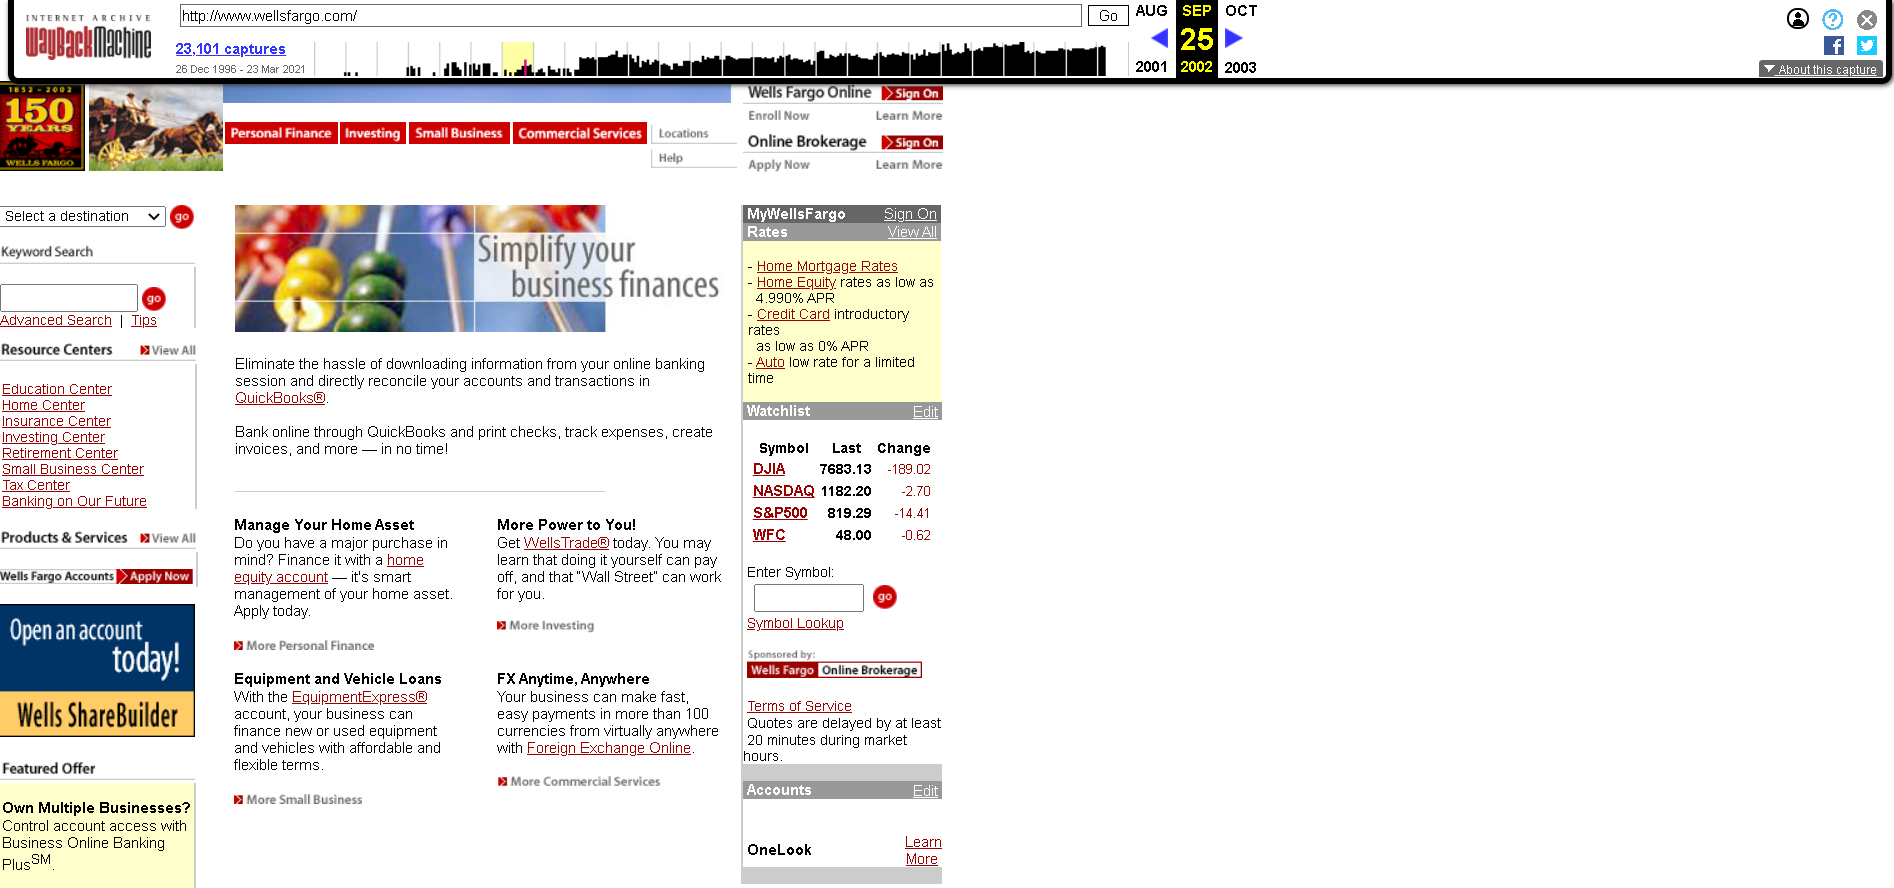 INTERNET ARCHIVE
WayBackMachine
http://www.wellsfargo.com/
Go
23,101 captures
26 Dec 1996 - 23 Mar 2021
AUG SEP OCT
25
2001 2002 2003
About this capture
1852 - 2002
150
YEARS
WELLS FARGO
Personal Finance
Investing
Small Business
Commercial Services
Locations
Help
Wells Fargo Online Sign On
Enroll Now Learn More
Online Brokerage Sign On
Apply Now Learn More
Select a destination go
Keyword Search
go
Advanced Search | Tips
Resource Centers View All
Education Center
Home Center
Insurance Center
Investing Center
Retirement Center
Small Business Center
Tax Center
Banking on Our Future
Products & Services View All
Wells Fargo Accounts Apply Now
Open an account
today!
Wells ShareBuilder
Featured Offer
Own Multiple Businesses?
Control account access with
Business Online Banking
PlusSM.
Simplify your
business finances
Eliminate the hassle of downloading information from your online banking
session and directly reconcile your accounts and transactions in
QuickBooks®.
Bank online through QuickBooks and print checks, track expenses, create
invoices, and more — in no time!
Manage Your Home Asset
Do you have a major purchase in
mind? Finance it with a home
equity account — it's smart
management of your home asset.
Apply today.
More Personal Finance
More Power to You!
Get WellsTrade® today. You may
learn that doing it yourself can pay
off, and that "Wall Street" can work
for you.
More Investing
Equipment and Vehicle Loans
With the EquipmentExpress®
account, your business can
finance new or used equipment
and vehicles with affordable and
flexible terms.
More Small Business
FX Anytime, Anywhere
Your business can make fast,
easy payments in more than 100
currencies from virtually anywhere
with Foreign Exchange Online.
More Commercial Services
MyWellsFargo Sign On
Rates View All
- Home Mortgage Rates
- Home Equity rates as low as
4.990% APR
- Credit Card introductory
rates
as low as 0% APR
- Auto low rate for a limited
time
Watchlist Edit
Symbol Last Change
DJIA 7683.13 -189.02
NASDAQ 1182.20 -2.70
S&P500 819.29 -14.41
WFC 48.00 -0.62
Enter Symbol:
go
Symbol Lookup
Sponsored by:
Wells Fargo Online Brokerage
Terms of Service
Quotes are delayed by at least
20 minutes during market
hours.
Accounts Edit
OneLook Learn
More